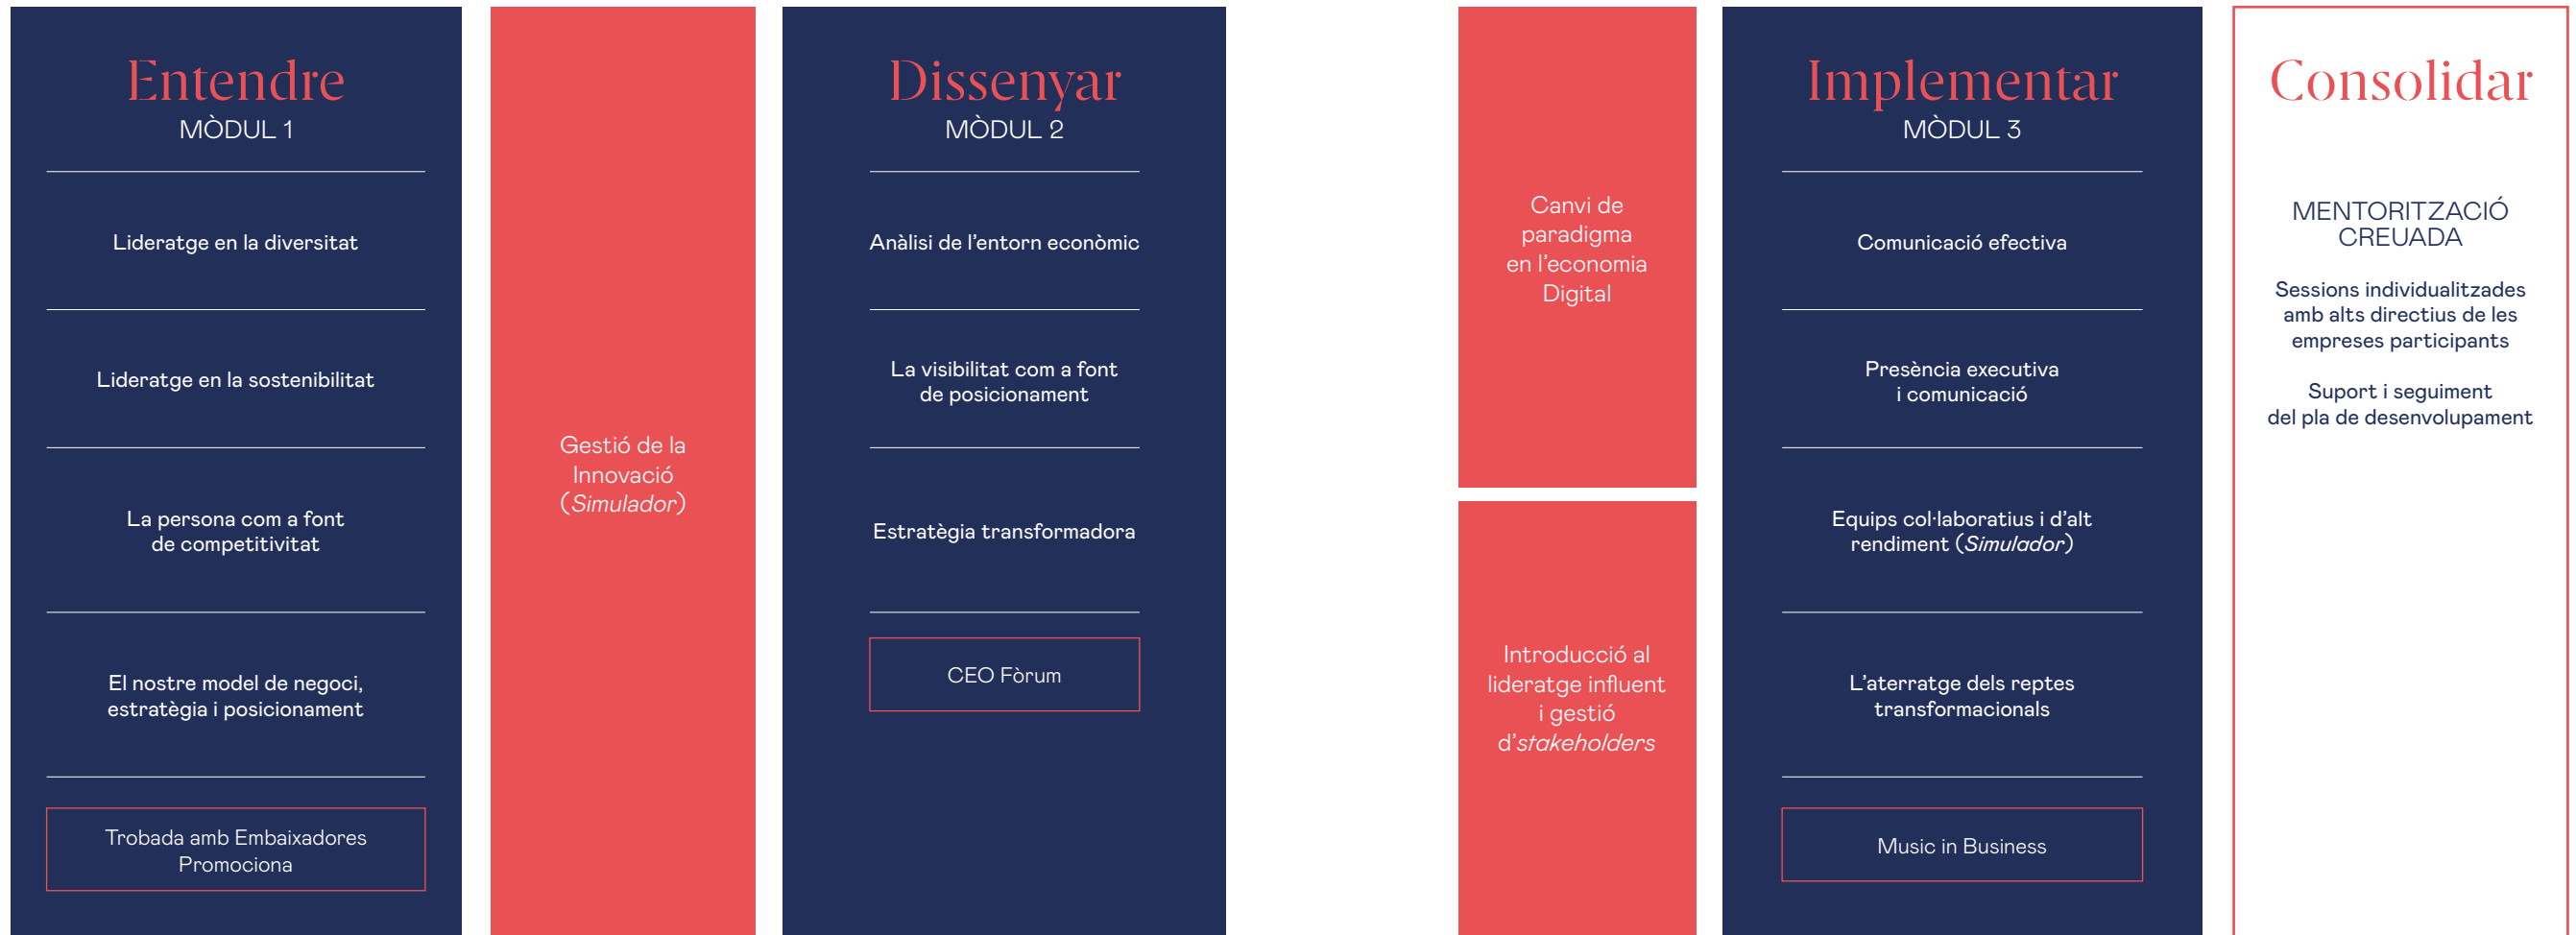 Entendre
MÒDUL 1
Lideratge en la diversitat
Lideratge en la sostenibilitat
La persona com a font
de competitivitat
El nostre model de negoci,
estratègia i posicionament
Trobada amb Embaixadores
Promociona
Gestió de la
Innovació
(Simulador)
Dissenyar
MÒDUL 2
Anàlisi de l’entorn econòmic
La visibilitat com a font
de posicionament
Estratègia transformadora
CEO Fòrum
Canvi de
paradigma
en l’economia
Digital
Introducció al
lideratge influent
i gestió
d’stakeholders
Implementar
MÒDUL 3
Comunicació efectiva
Presència executiva
i comunicació
Equips col·laboratius i d’alt
rendiment (Simulador)
L’aterratge dels reptes
transformacionals
Music in Business
Consolidar
MENTORITZACIÓ
CREUADA
Sessions individualitzades
amb alts directius de les
empreses participants
Suport i seguiment
del pla de desenvolupament